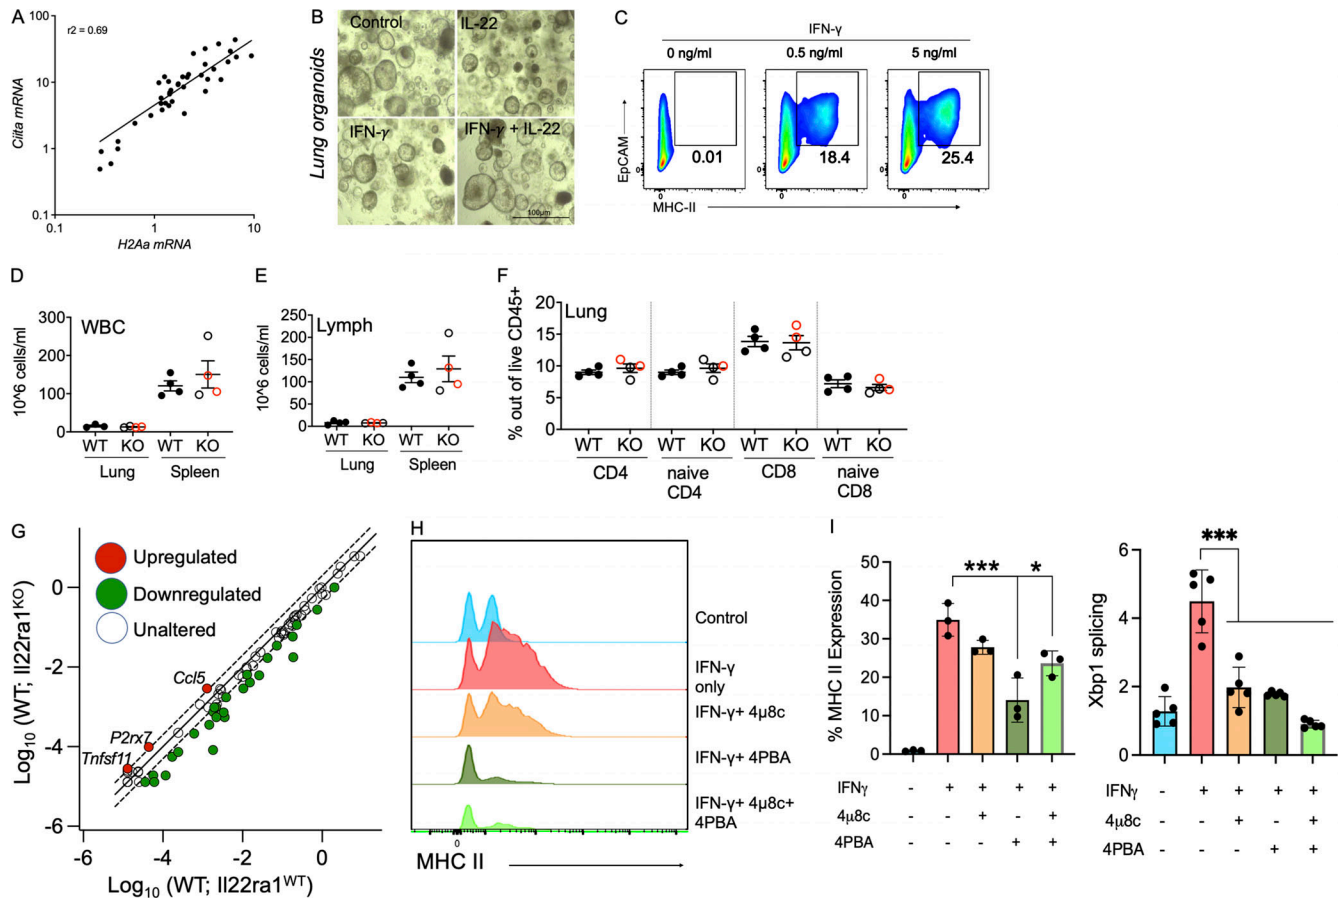 A
100
10
1
0.1
r2 = 0.69
Ciita mRNA
0.1
1
10
H2Aa mRNA
B
Lung organoids
Control
IL-22
IFN-γ
IFN-γ + IL-22
100μm
C
IFN-γ
0 ng/ml
0.5 ng/ml
5 ng/ml
0.01
18.4
25.4
EpCAM
0
0
0
0
0
0
MHC-II
D
WBC
10^6 cells/ml
300
200
100
0
WT KO WT KO
Lung Spleen
E
Lymph
10^6 cells/ml
250
200
150
100
50
0
WT KO WT KO
Lung Spleen
F
Lung
% out of live CD45+
20
15
10
5
0
WT KO WT KO WT KO WT KO
CD4
naive
CD4
CD8
naive
CD8
G
Upregulated
Downregulated
Unaltered
Ccl5
P2rx7
Tnfsf11
Log10 (WT; Il22ra1KO)
0
-2
-4
-6
-6 -4 -2 0
Log10 (WT; Il22ra1WT)
H
Control
IFN-γ
only
IFN-γ+ 4μ8c
IFN-γ+ 4PBA
IFN-γ+ 4μ8c+
4PBA
0
MHC II
I
% MHC II Expression
50
40
30
20
10
0
*** *
IFNγ - + + + +
4μ8c - - + - +
4PBA - - - + +
Xbp1 splicing
6
4
2
0
***
IFNγ - + + + +
4μ8c - - + - +
4PBA - - - + +